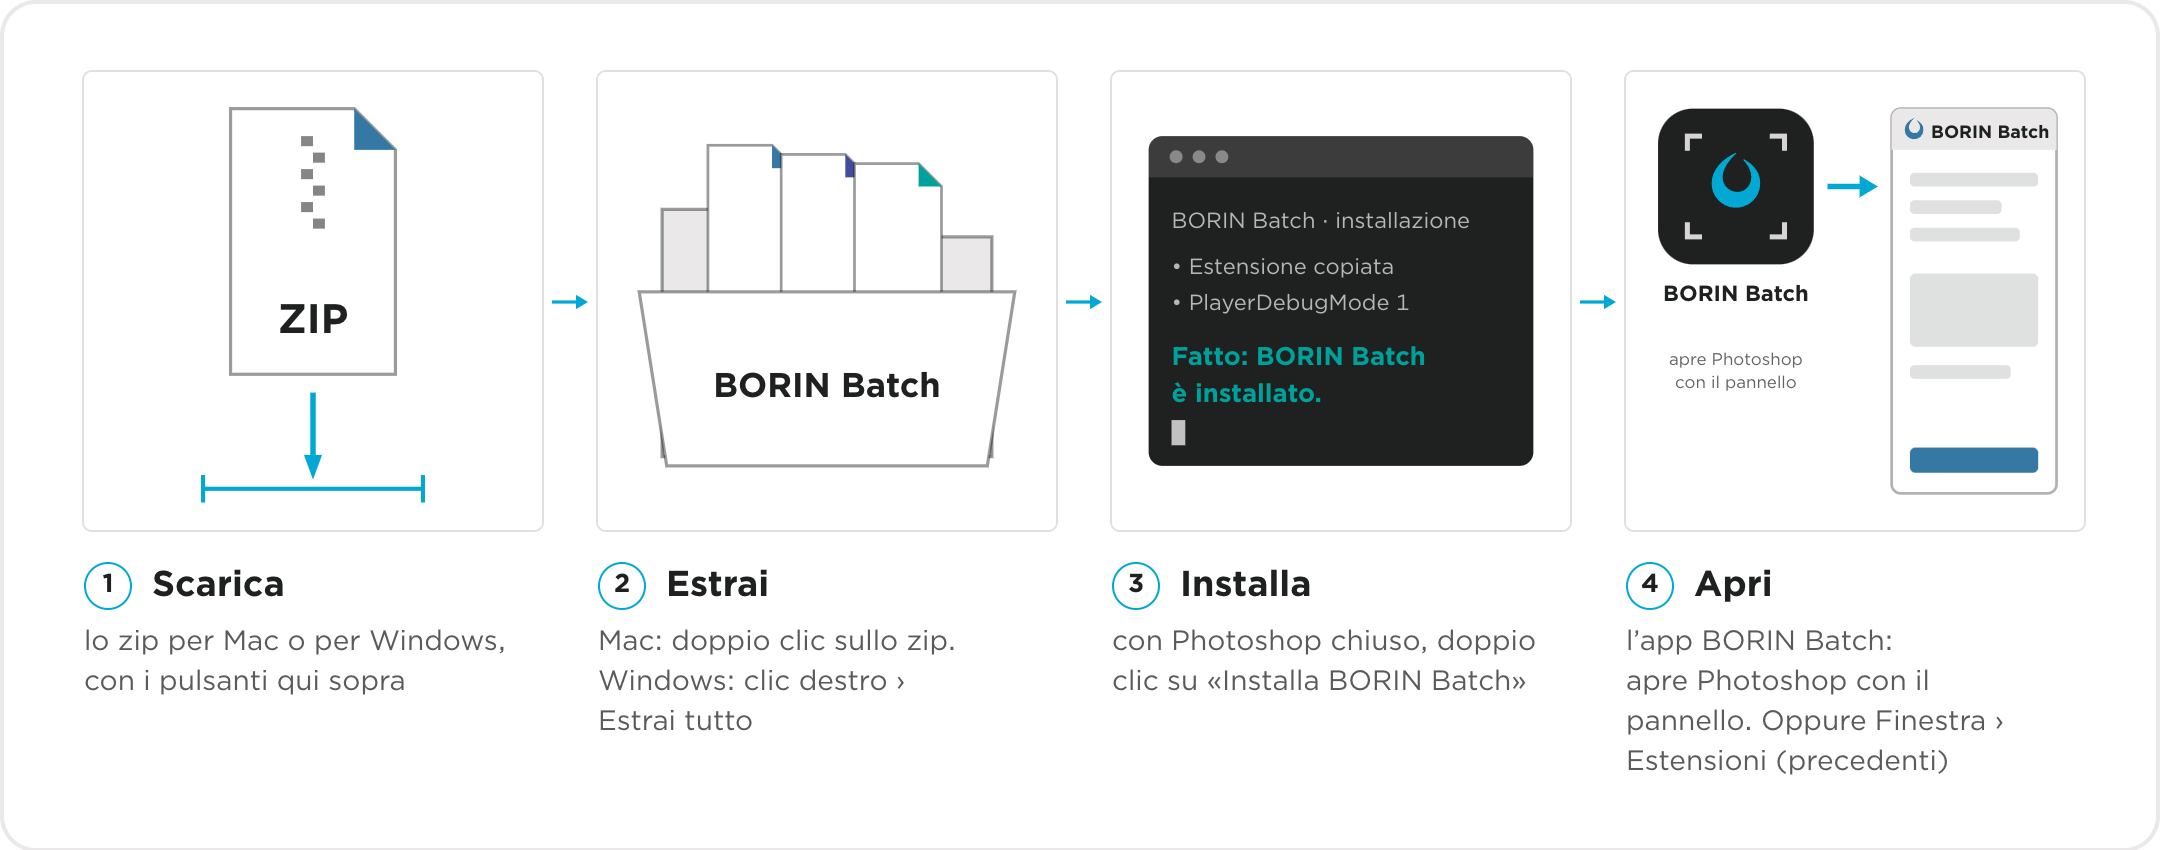 ZIP
BORIN Batch
BORIN Batch · installazione
• Estensione copiata
• PlayerDebugMode 1
Fatto: BORIN Batch
è installato.
BORIN Batch
apre Photoshop
con il pannello
BORIN Batch
1 Scarica
lo zip per Mac o per Windows,
con i pulsanti qui sopra
2 Estrai
Mac: doppio clic sullo zip.
Windows: clic destro ›
Estrai tutto
3 Installa
con Photoshop chiuso, doppio
clic su «Installa BORIN Batch»
4 Apri
l’app BORIN Batch:
apre Photoshop con il
pannello. Oppure Finestra ›
Estensioni (precedenti)